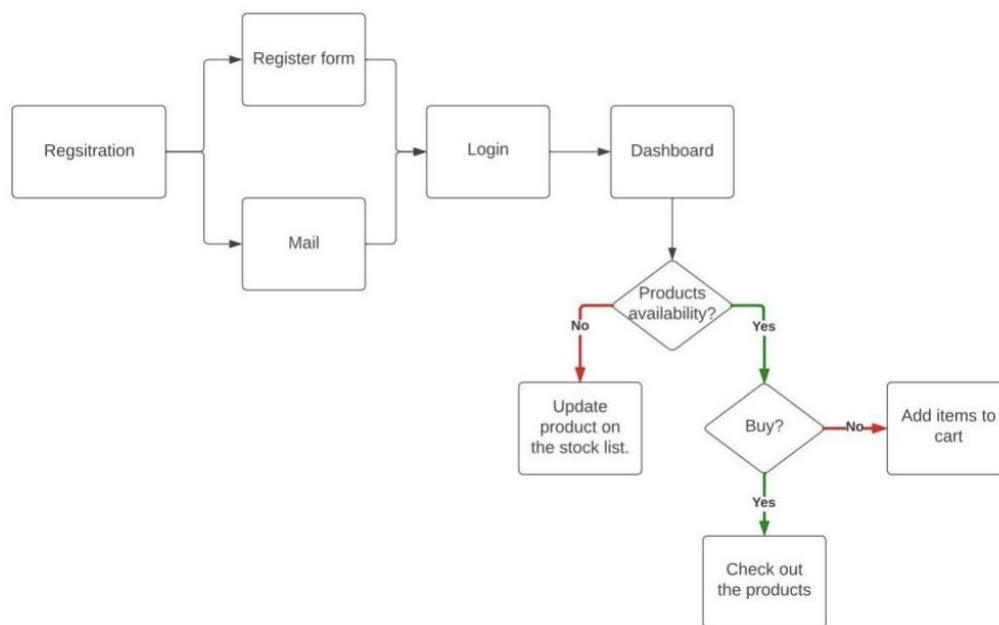 Register form
Regsitration
Login
Dashboard
Mail
Products
availability?
No
Yes
Update
product on
the stock list.
Buy?
No
Add items to
cart
Yes
Check out
the products